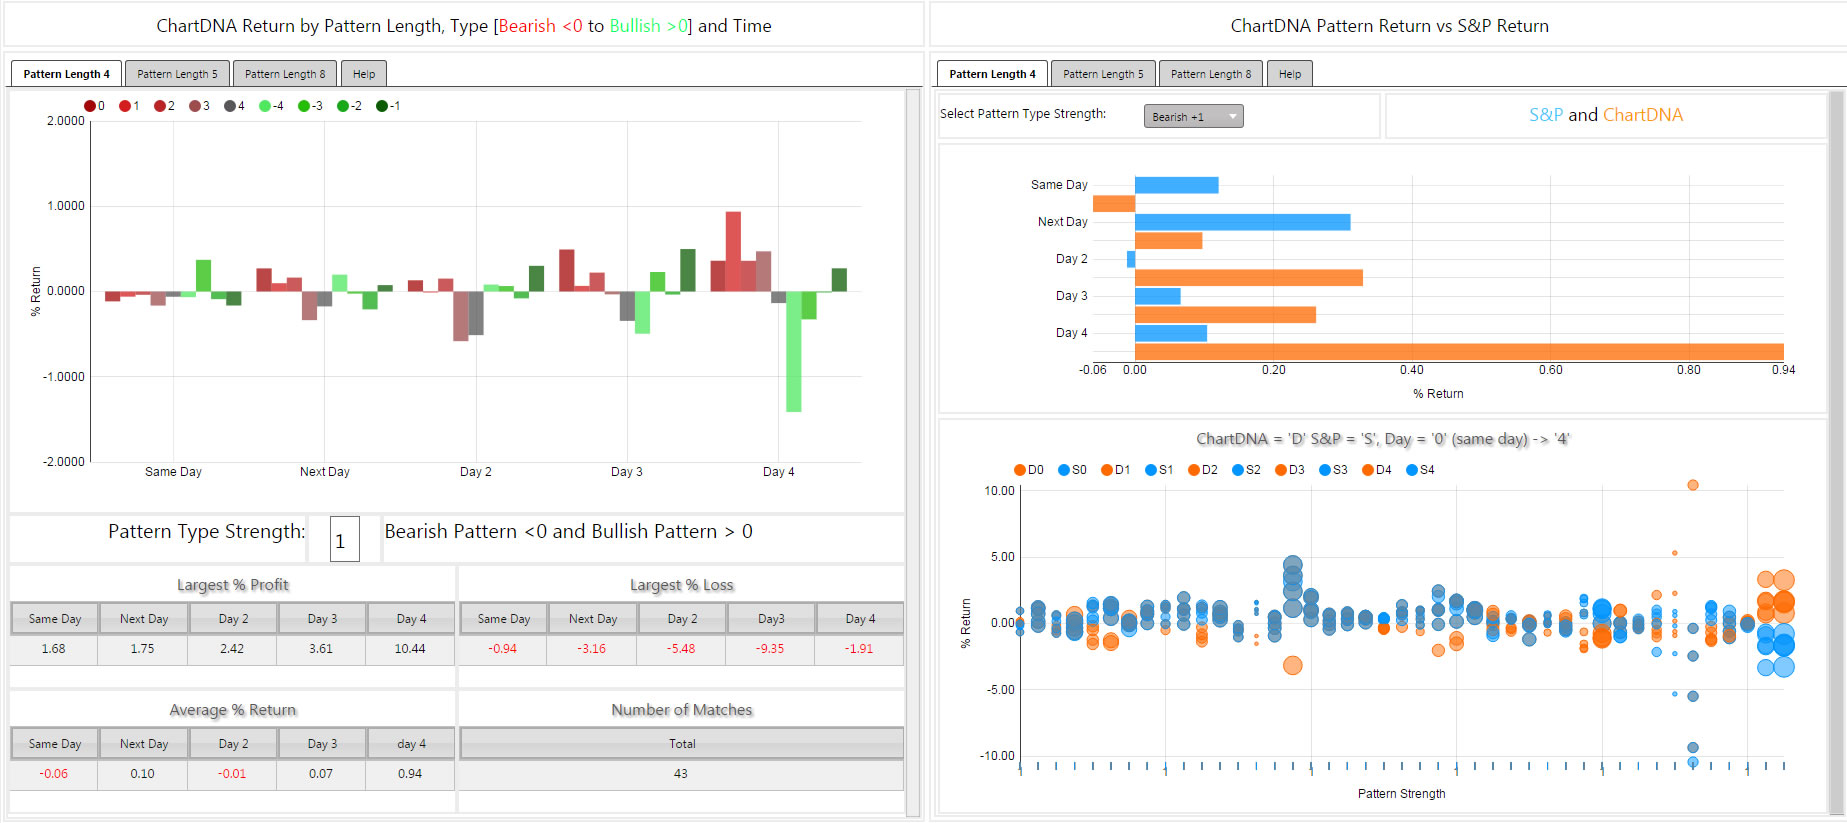 ChartDNA Return by Pattern Length, Type [Bearish <0 to Bullish >0] and Time
Pattern Length 4 Pattern Length 5 Pattern Length 8 Help
0 1 2 3 4 -4 -3 -2 -1
2.0000
1.0000
0.0000
-1.0000
-2.0000
% Return
Same Day Next Day Day 2 Day 3 Day 4
Pattern Type Strength: 1 Bearish Pattern <0 and Bullish Pattern > 0
Largest % Profit
Same Day Next Day Day 2 Day 3 Day 4
1.68 1.75 2.42 3.61 10.44
Largest % Loss
Same Day Next Day Day 2 Day3 Day 4
-0.94 -3.16 -5.48 -9.35 -1.91
Average % Return
Same Day Next Day Day 2 Day 3 day 4
-0.06 0.10 -0.01 0.07 0.94
Number of Matches
Total
43
ChartDNA Pattern Return vs S&P Return
Pattern Length 4 Pattern Length 5 Pattern Length 8 Help
Select Pattern Type Strength: Bearish +1
S&P and ChartDNA
Same Day
Next Day
Day 2
Day 3
Day 4
-0.06 0.00 0.20 0.40 0.60 0.80 0.94
% Return
ChartDNA = 'D' S&P = 'S', Day = '0' (same day) -> '4'
D0 S0 D1 S1 D2 S2 D3 S3 D4 S4
10.00
5.00
0.00
-5.00
-10.00
% Return
Pattern Strength